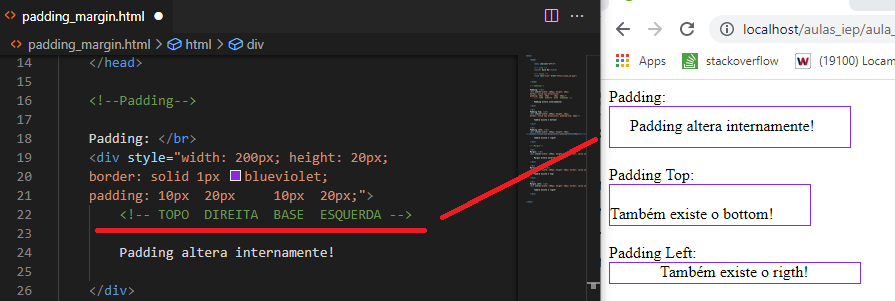 padding_margin.html
padding_margin.html > html > div
14 </head>
15
16 <!--Padding-->
17
18 Padding: </br>
19 <div style="width: 200px; height: 20px;
20 border: solid 1px blueviolet;
21 padding: 10px 20px 10px 20px;">
22 <!-- TOPO DIREITA BASE ESQUERDA -->
23
24 Padding altera internamente!
25
26 </div>
localhost/aulas_iep/aula_
Apps stackoverflow (19100) Locam
Padding:
Padding altera internamente!
Padding Top:
Também existe o bottom!
Padding Left:
Também existe o rigth!